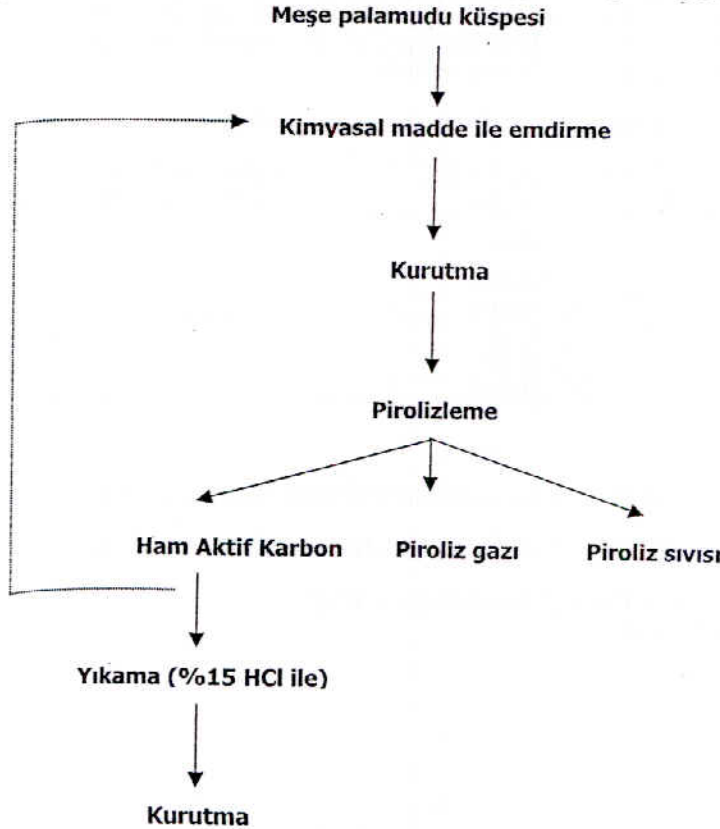 Meşe palamudu küspesi
Kimyasal madde ile emdirme
Kurutma
Pirolizleme
Ham Aktif Karbon Piroliz gazı Piroliz sıvısı
Yıkama (%15 HCl ile)
Kurutma